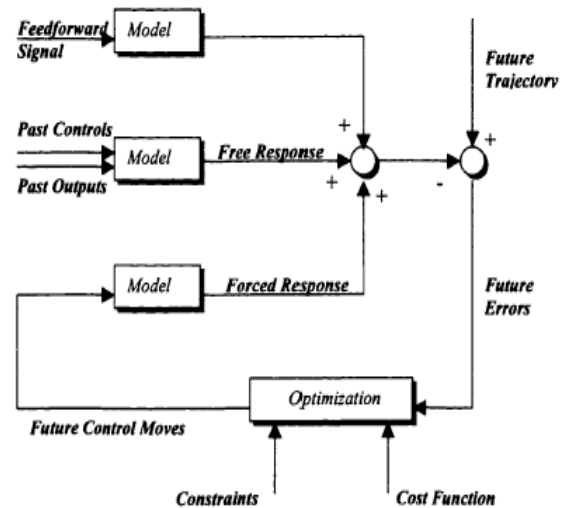 Feedforward
Signal
Model
Future
Trajectory
+
+
Past Controls
Past Outputs
Model
Free Response
+
+
-
Model
Forced Response
Future
Errors
Optimization
Future Control Moves
Constraints
Cost Function